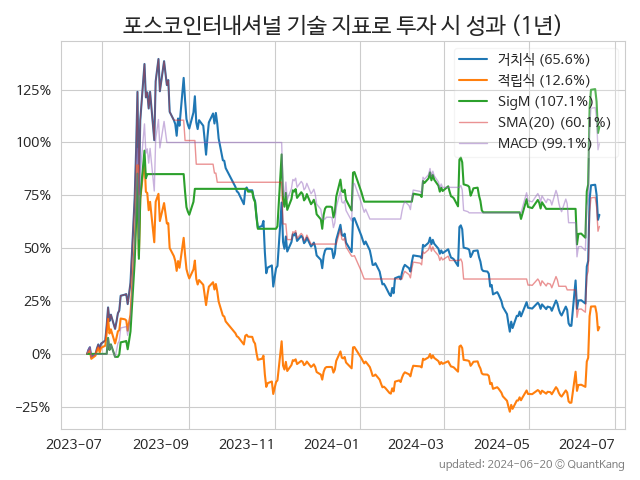 포스코인터내셔널 기술 지표로 투자 시 성과 (1년)
거치식 (65.6%)
적립식 (12.6%)
SigM (107.1%)
SMA(20) (60.1%)
MACD (99.1%)
125%
100%
75%
50%
25%
0%
−25%
2023-07 2023-09 2023-11 2024-01 2024-03 2024-05 2024-07
updated: 2024-06-20 © QuantKang